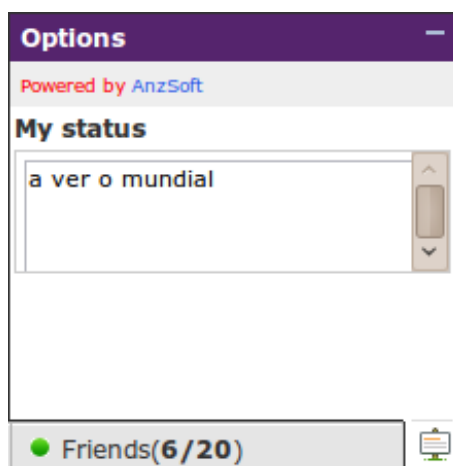 Options
Powered by AnzSoft
My status
a ver o mundial
Friends(6/20)